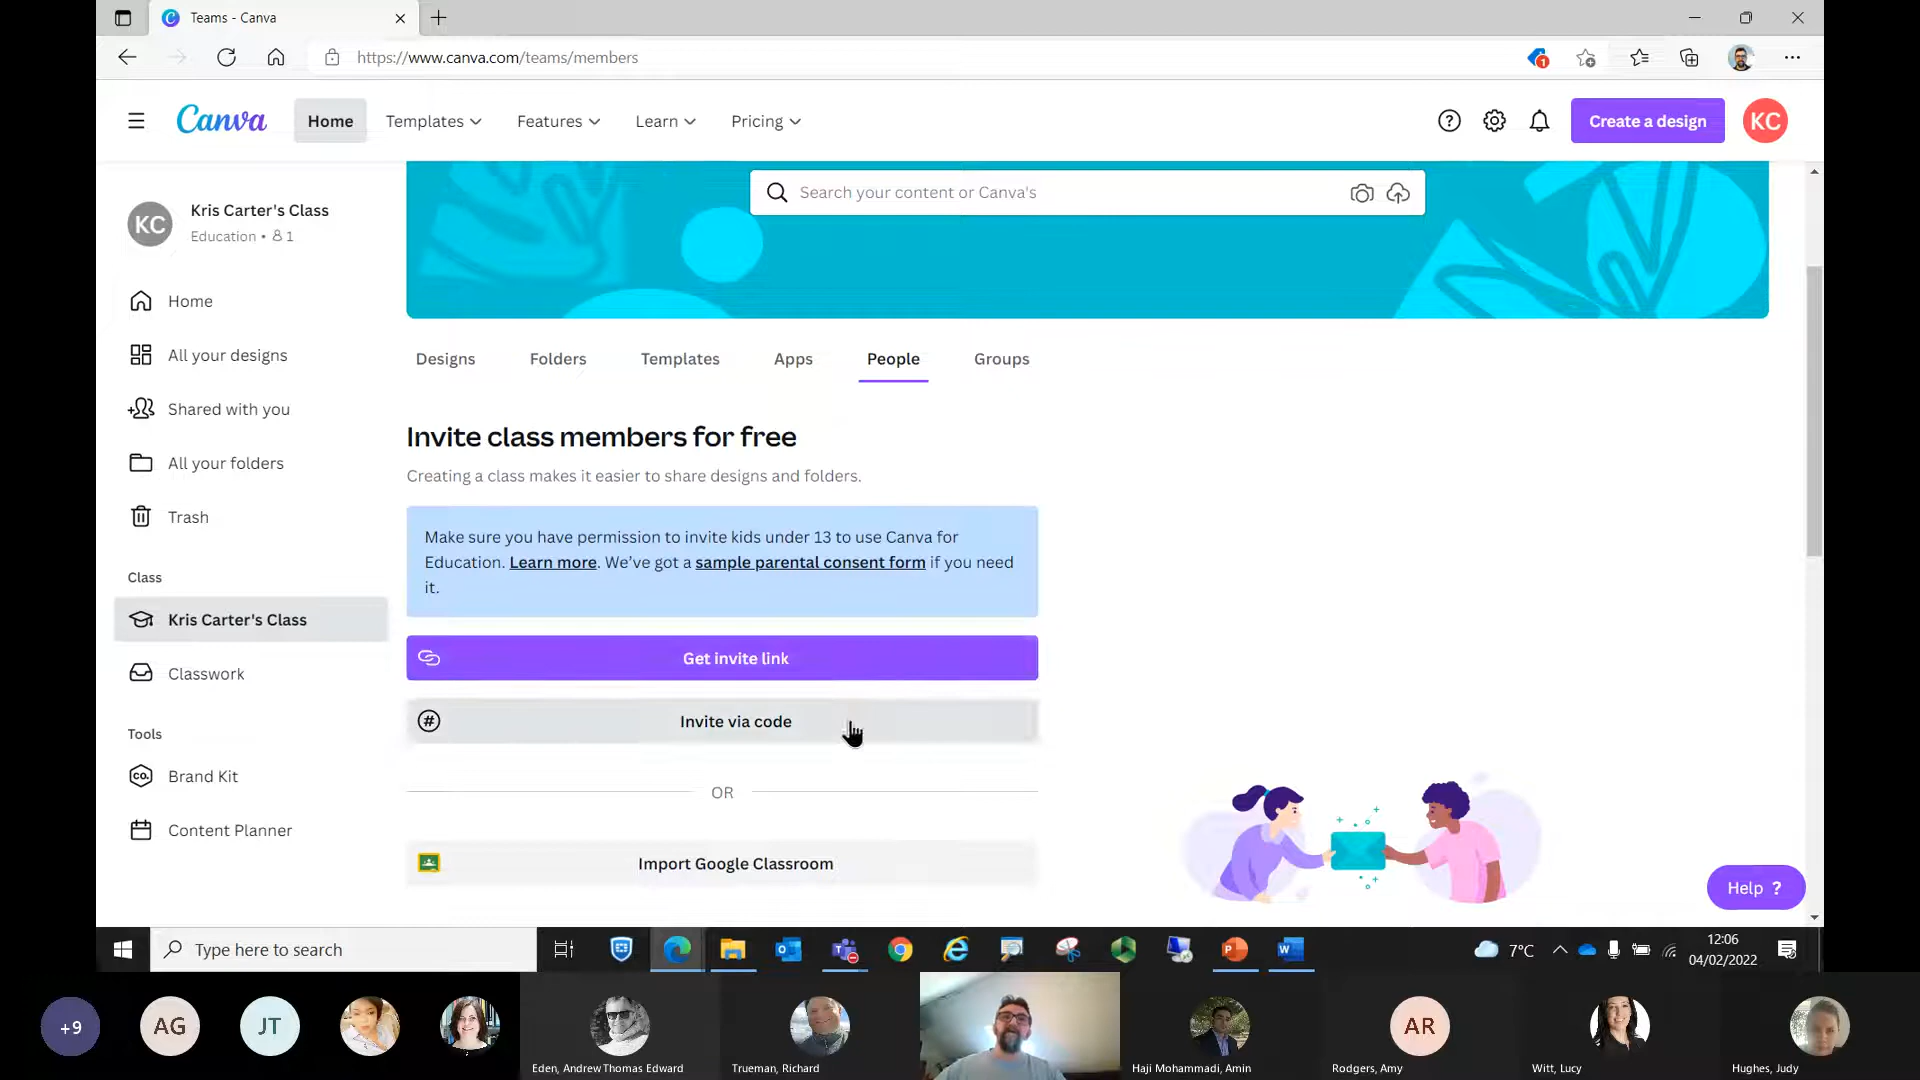 Teams - Canva
https://www.canva.com/teams/members
1
Canva
Home
Templates
Features
Learn
Pricing
Create a design
KC
KC
Kris Carter's Class
Education • 1
Search your content or Canva's
Home
All your designs
Shared with you
All your folders
Trash
Class
Kris Carter's Class
Classwork
Tools
CO.
Brand Kit
Content Planner
Designs
Folders
Templates
Apps
People
Groups
Invite class members for free
Creating a class makes it easier to share designs and folders.
Make sure you have permission to invite kids under 13 to use Canva for
Education. Learn more. We've got a sample parental consent form if you need
it.
Get invite link
# Invite via code
OR
Import Google Classroom
Help ?
Type here to search
7°C
12:06
04/02/2022
+9
AG
JT
Eden, Andrew Thomas Edward
Trueman, Richard
Haji Mohammadi, Amin
AR
Rodgers, Amy
Witt, Lucy
Hughes, Judy